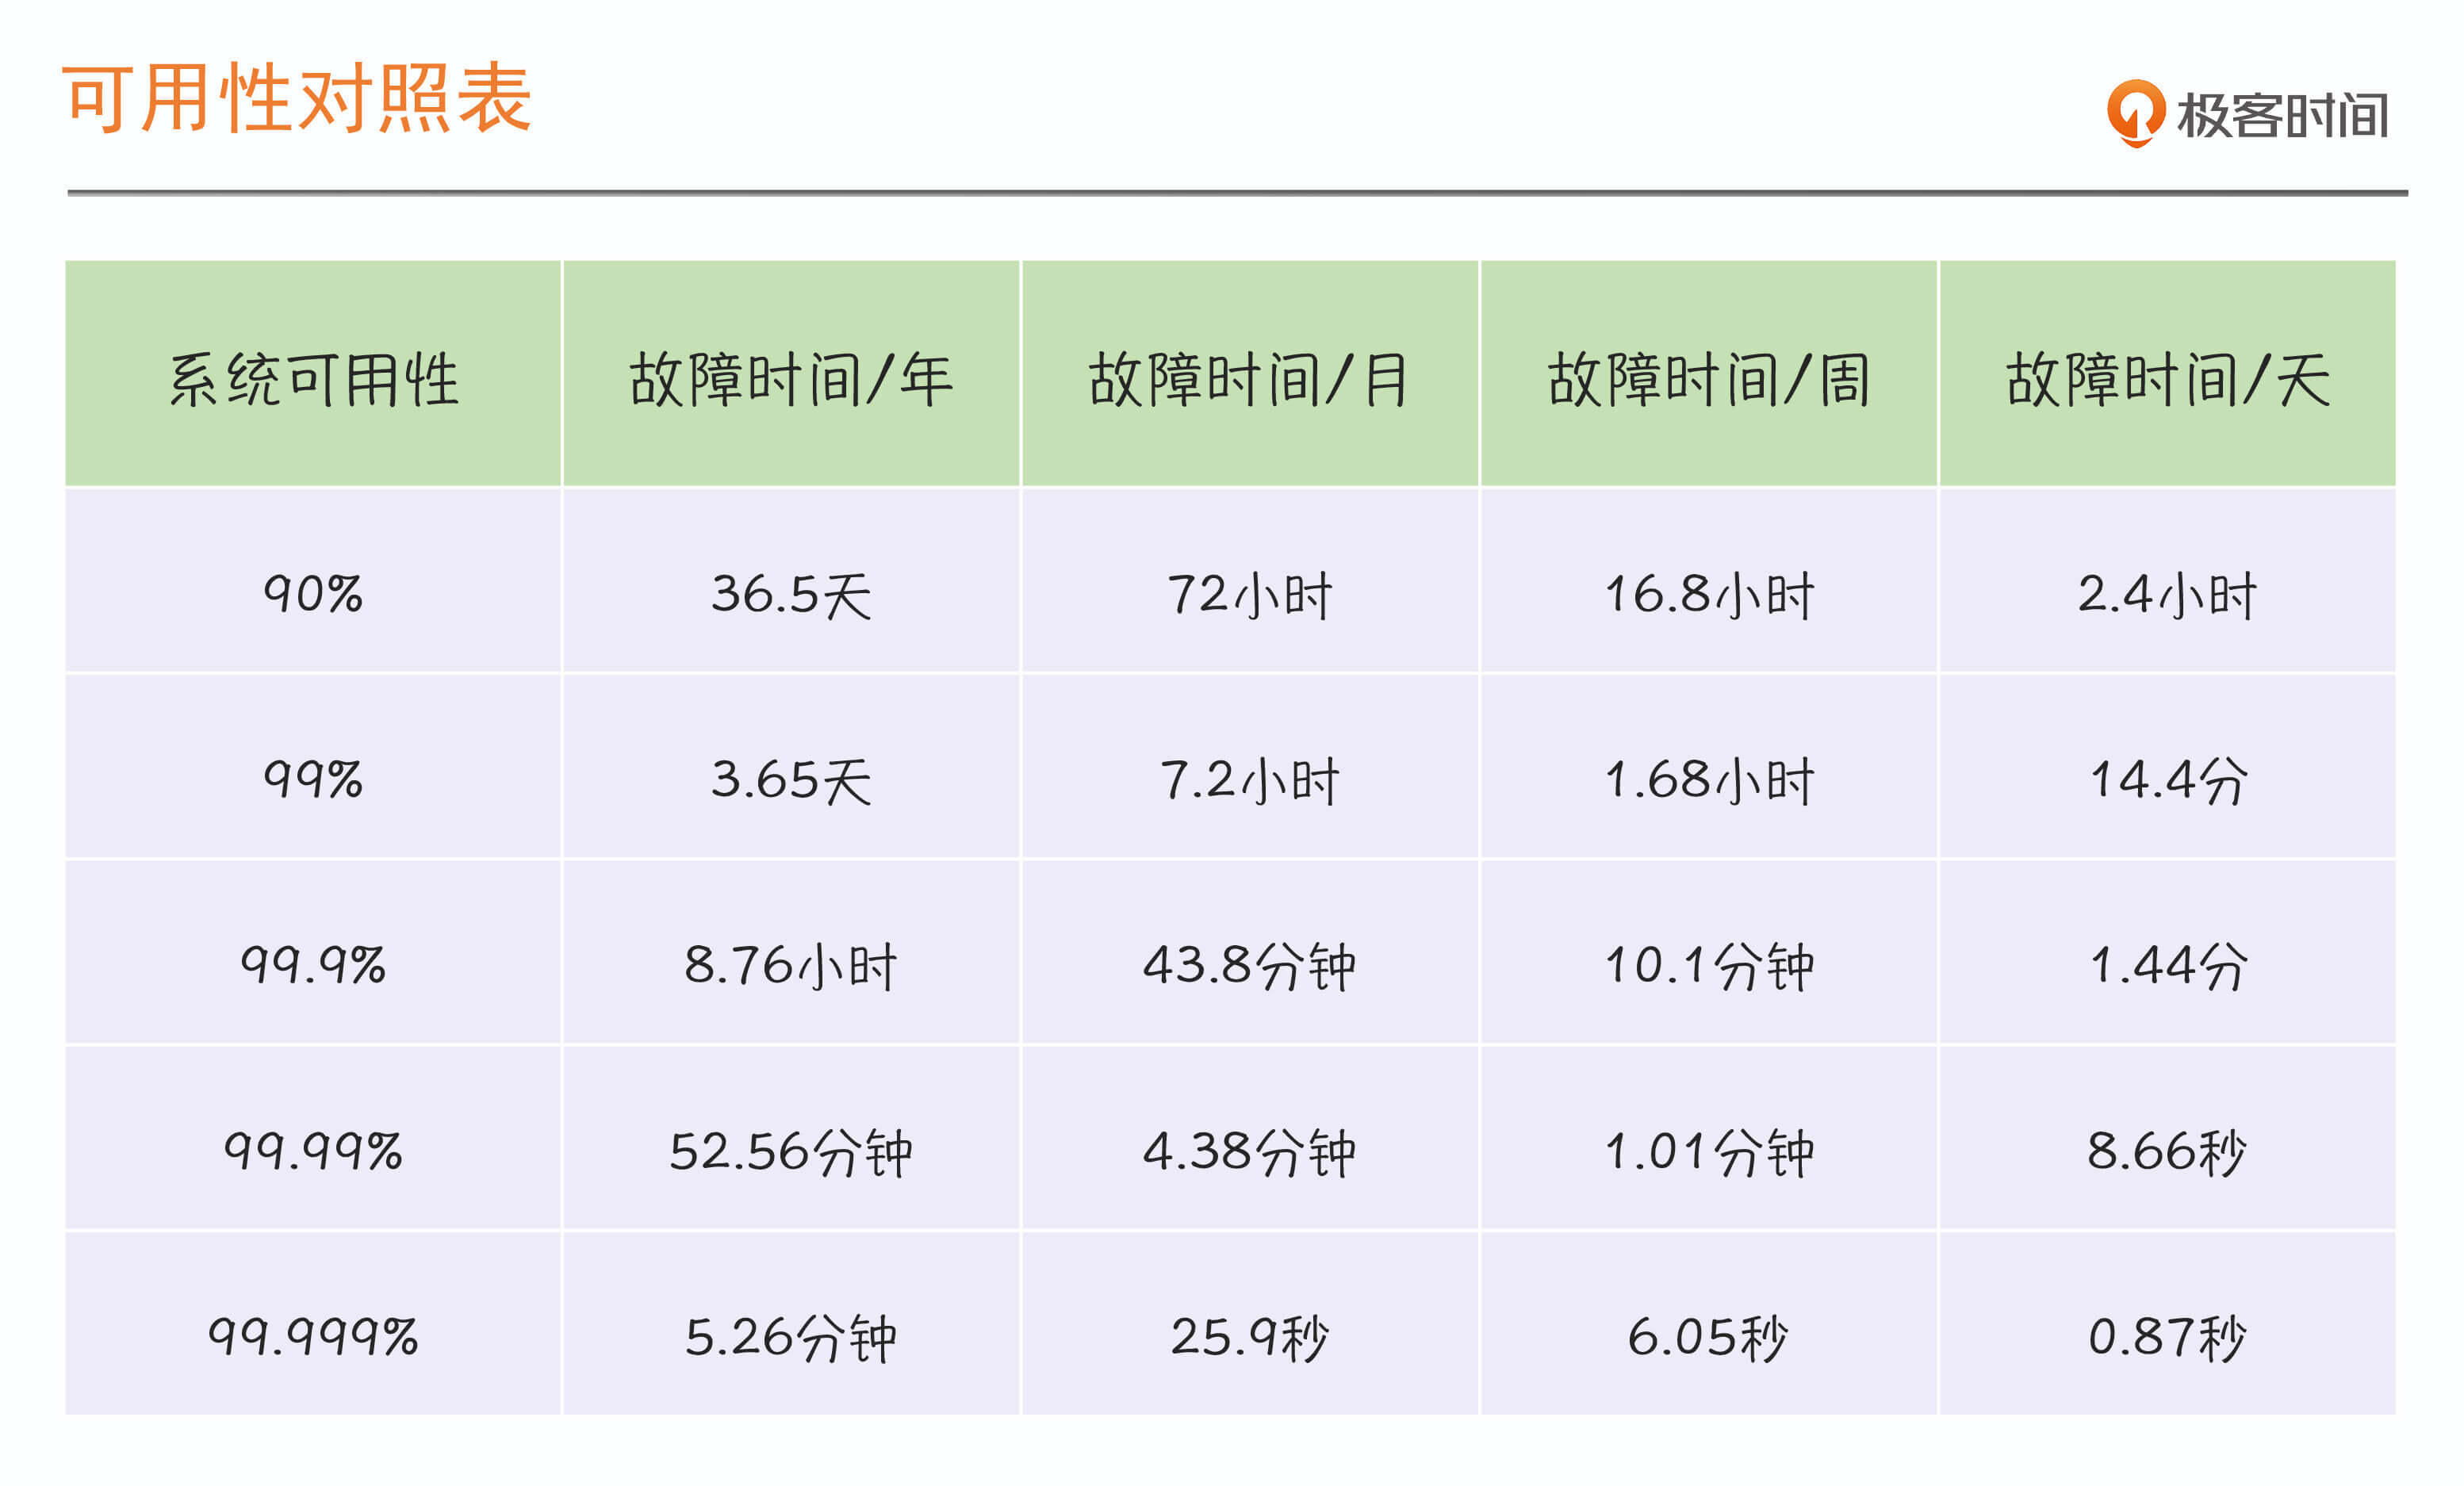 可用性对照表
极客时间
系统可用性 故障时间/年 故障时间/月 故障时间/周 故障时间/天
90% 36.5天 72小时 16.8小时 2.4小时
99% 3.65天 7.2小时 1.68小时 14.4分
99.9% 8.76小时 43.8分钟 10.1分钟 1.44分
99.99% 52.56分钟 4.38分钟 1.01分钟 8.66秒
99.999% 5.26分钟 25.9秒 6.05秒 0.87秒